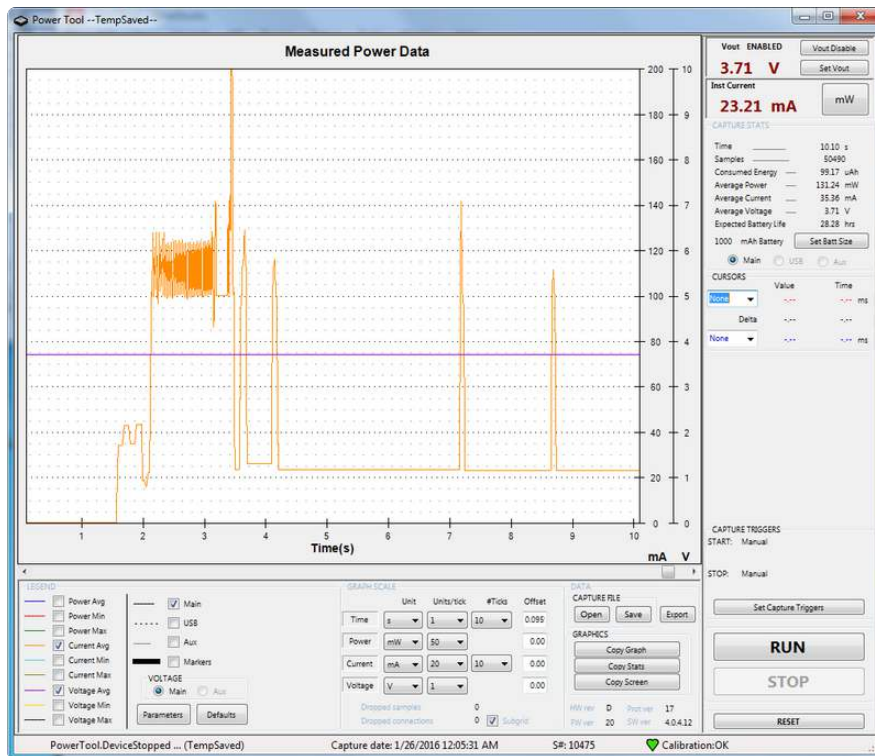 Power Tool --TempSaved--
Measured Power Data
200 10
180 9
160 8
140 7
120 6
100 5
80 4
60 3
40 2
20 1
0 0
1 2 3 4 5 6 7 8 9 10
Time(s)
mA V
Vout ENABLED
Vout Disable
3.71 V
Set Vout
Inst Current
23.21 mA
mW
CAPTURE STATS
Time 10.10 s
Samples 50490
Consumed Energy 99.17 uAh
Average Power 131.24 mW
Average Current 35.36 mA
Average Voltage 3.71 V
Expected Battery Life 28.28 hrs
1000 mAh Battery Set Batt Size
Main USB Aux
CURSORS
Value Time
None -.-- -.-- ms
Delta -.-- -.--
None -.-- -.-- ms
CAPTURE TRIGGERS
START: Manual
STOP: Manual
Set Capture Triggers
RUN
STOP
RESET
LEGEND
Power Avg
Power Min
Power Max
Current Avg
Current Min
Current Max
Voltage Avg
Voltage Min
Voltage Max
Main
USB
Aux
Markers
VOLTAGE
Main Aux
Parameters Defaults
GRAPH SCALE
Unit Units/tick #Ticks Offset
Time s 1 10 0.095
Power mW 50 0.00
Current mA 20 10 0.00
Voltage V 1 0.00
Dropped samples 0
Dropped connections 0 Subgrid
DATA
CAPTURE FILE
Open Save Export
GRAPHICS
Copy Graph
Copy Stats
Copy Screen
HW ver D Prot ver 17
FW ver 20 SW ver 4.0.4.12
PowerTool.DeviceStopped ... (TempSaved) Capture date: 1/26/2016 12:05:31 AM S#: 10475 Calibration:OK